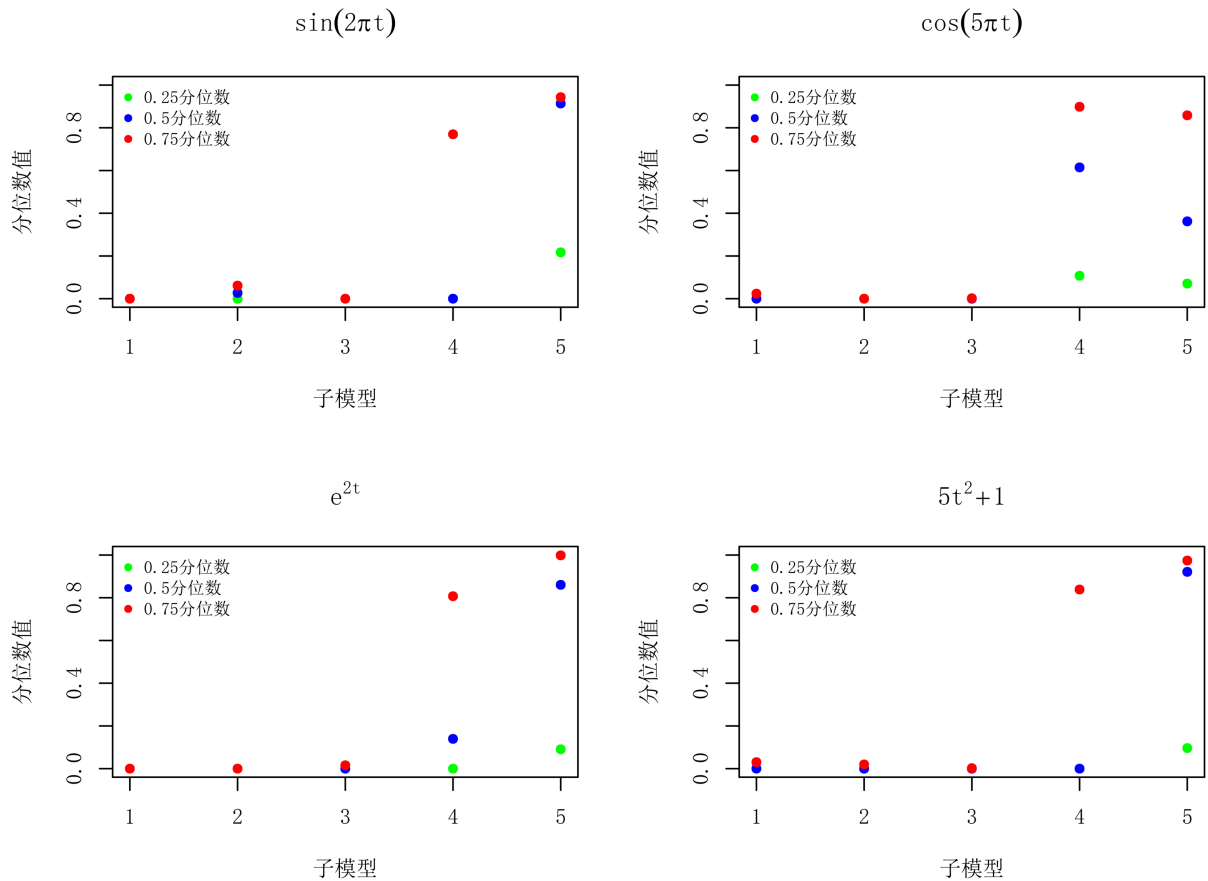 sin(2πt)
0.25分位数
0.5分位数
0.75分位数
分位数值
0.0 0.4 0.8
1 2 3 4 5
子模型
cos(5πt)
0.25分位数
0.5分位数
0.75分位数
分位数值
0.0 0.4 0.8
1 2 3 4 5
子模型
e²ᵗ
0.25分位数
0.5分位数
0.75分位数
分位数值
0.0 0.4 0.8
1 2 3 4 5
子模型
5t²+1
0.25分位数
0.5分位数
0.75分位数
分位数值
0.0 0.4 0.8
1 2 3 4 5
子模型